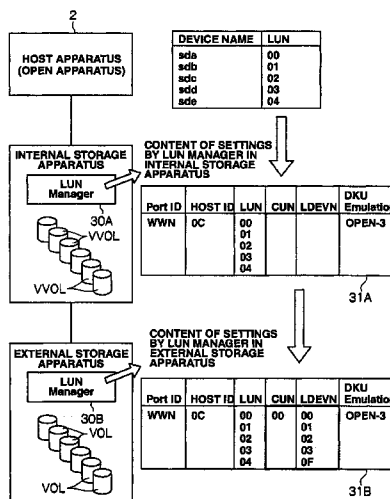 2
HOST APPARATUS
(OPEN APPARATUS)
DEVICE NAME LUN
sda 00
sdb 01
sdc 02
sdd 03
sde 04
INTERNAL STORAGE
APPARATUS
LUN
Manager
30A
VVOL
VVOL
CONTENT OF SETTINGS
BY LUN MANAGER IN
INTERNAL STORAGE
APPARATUS
Port ID HOST ID LUN CUN LDEVN DKU
Emulation
WWN 0C 00 OPEN-3
01
02
03
04
31A
EXTERNAL STORAGE
APPARATUS
LUN
Manager
30B
VOL
VOL
CONTENT OF SETTINGS
BY LUN MANAGER IN
EXTERNAL STORAGE
APPARATUS
Port ID HOST ID LUN CUN LDEVN DKU
Emulation
WWN 0C 00 00 00 OPEN-3
01 01
02 02
03 03
04 0F
31B